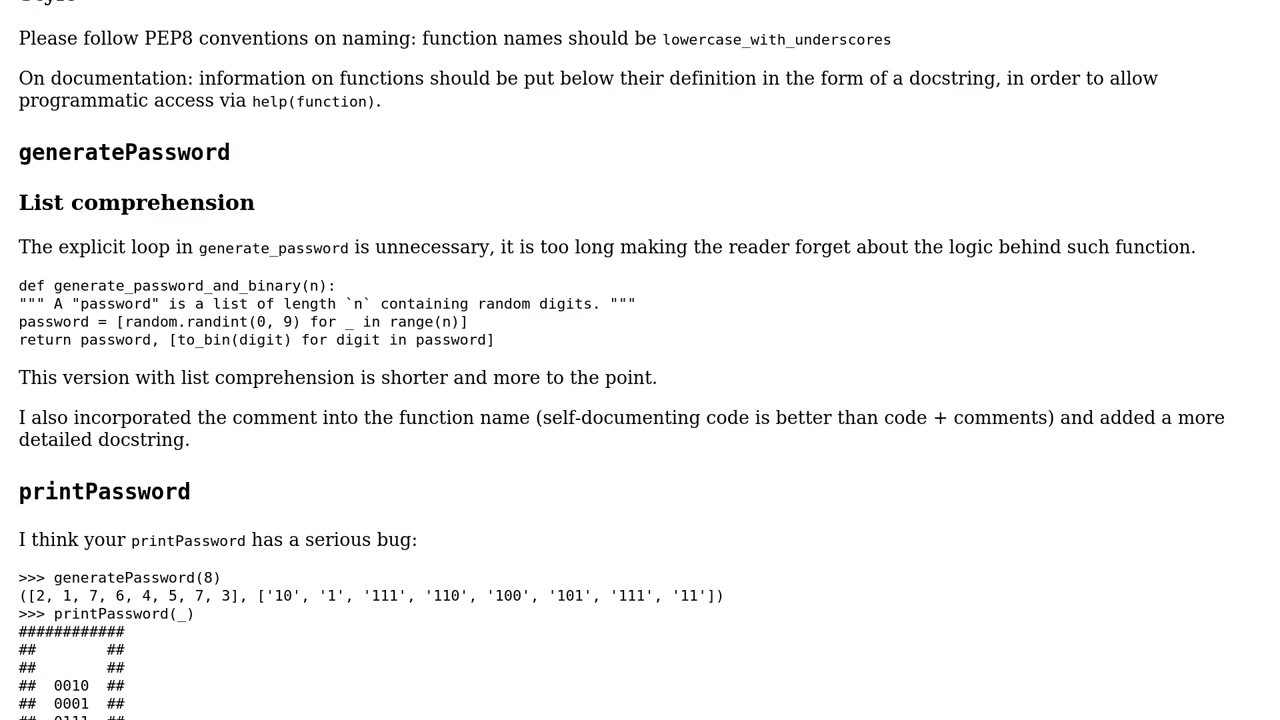 Please follow PEP8 conventions on naming: function names should be lowercase_with_underscores
On documentation: information on functions should be put below their definition in the form of a docstring, in order to allow
programmatic access via help(function).
generatePassword
List comprehension
The explicit loop in generate_password is unnecessary, it is too long making the reader forget about the logic behind such function.
def generate_password_and_binary(n):
""" A "password" is a list of length `n` containing random digits. """
password = [random.randint(0, 9) for _ in range(n)]
return password, [to_bin(digit) for digit in password]
This version with list comprehension is shorter and more to the point.
I also incorporated the comment into the function name (self-documenting code is better than code + comments) and added a more
detailed docstring.
printPassword
I think your printPassword has a serious bug:
>>> generatePassword(8)
([2, 1, 7, 6, 4, 5, 7, 3], ['10', '1', '111', '110', '100', '101', '111', '11'])
>>> printPassword(_)
############
##        ##
##        ##
##  0010  ##
##  0001  ##
##  0111  ##